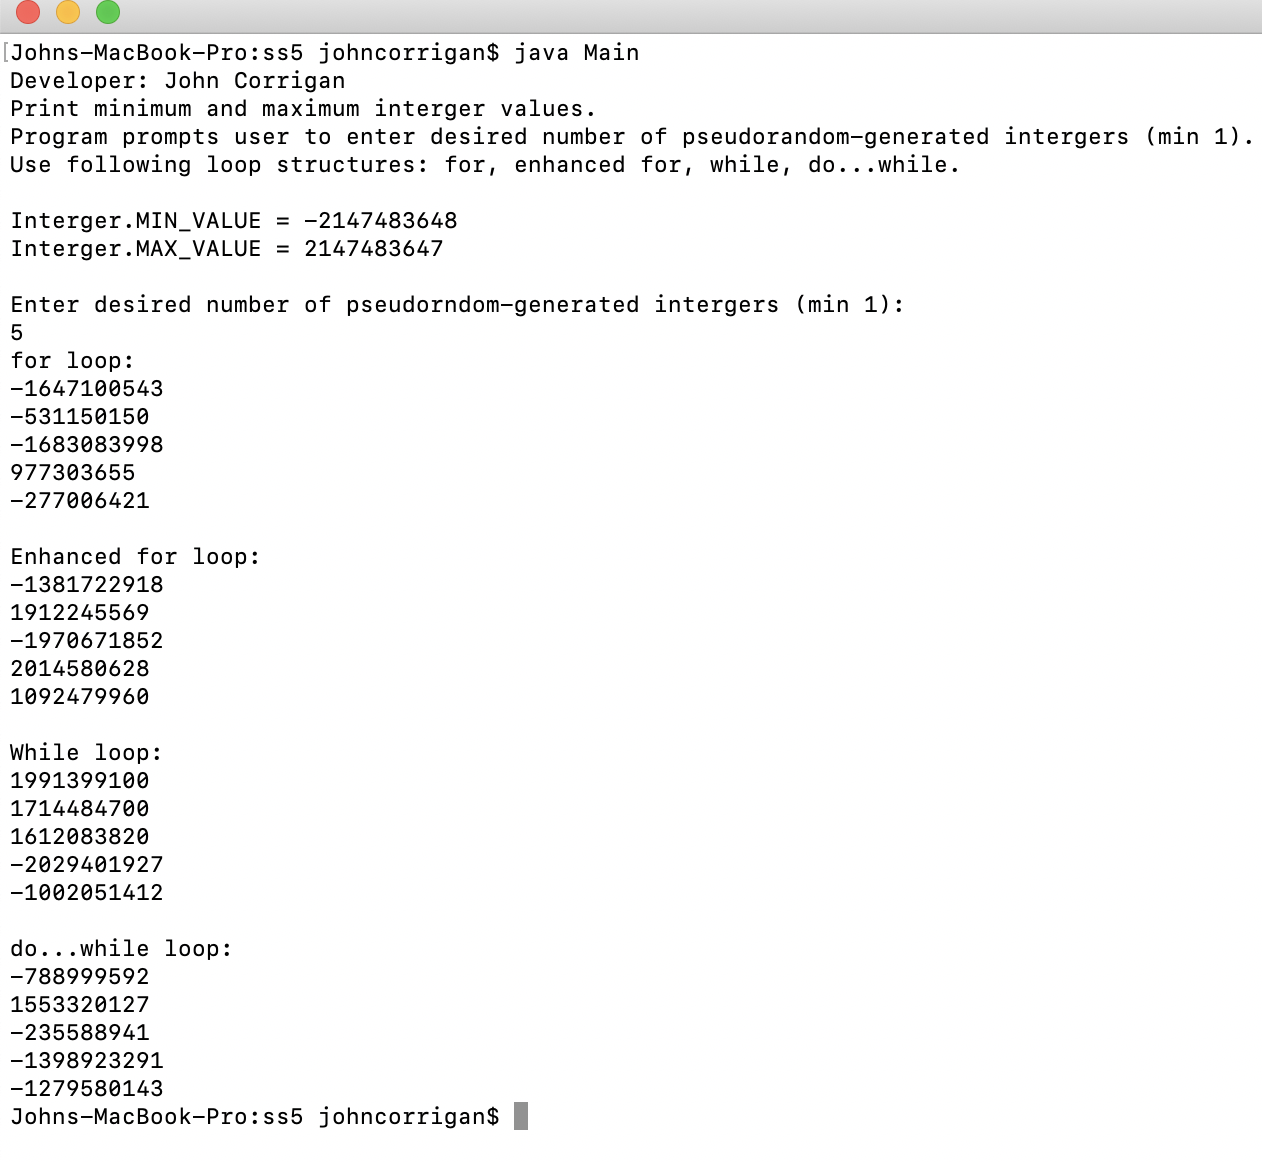 Johns-MacBook-Pro:ss5 johncorrigan$ java Main
Developer: John Corrigan
Print minimum and maximum interger values.
Program prompts user to enter desired number of pseudorandom-generated intergers (min 1).
Use following loop structures: for, enhanced for, while, do...while.
Interger.MIN_VALUE = -2147483648
Interger.MAX_VALUE = 2147483647
Enter desired number of pseudorndom-generated intergers (min 1):
5
for loop:
-1647100543
-531150150
-1683083998
977303655
-277006421
Enhanced for loop:
-1381722918
1912245569
-1970671852
2014580628
1092479960
While loop:
1991399100
1714484700
1612083820
-2029401927
-1002051412
do...while loop:
-788999592
1553320127
-235588941
-1398923291
-1279580143
Johns-MacBook-Pro:ss5 johncorrigan$